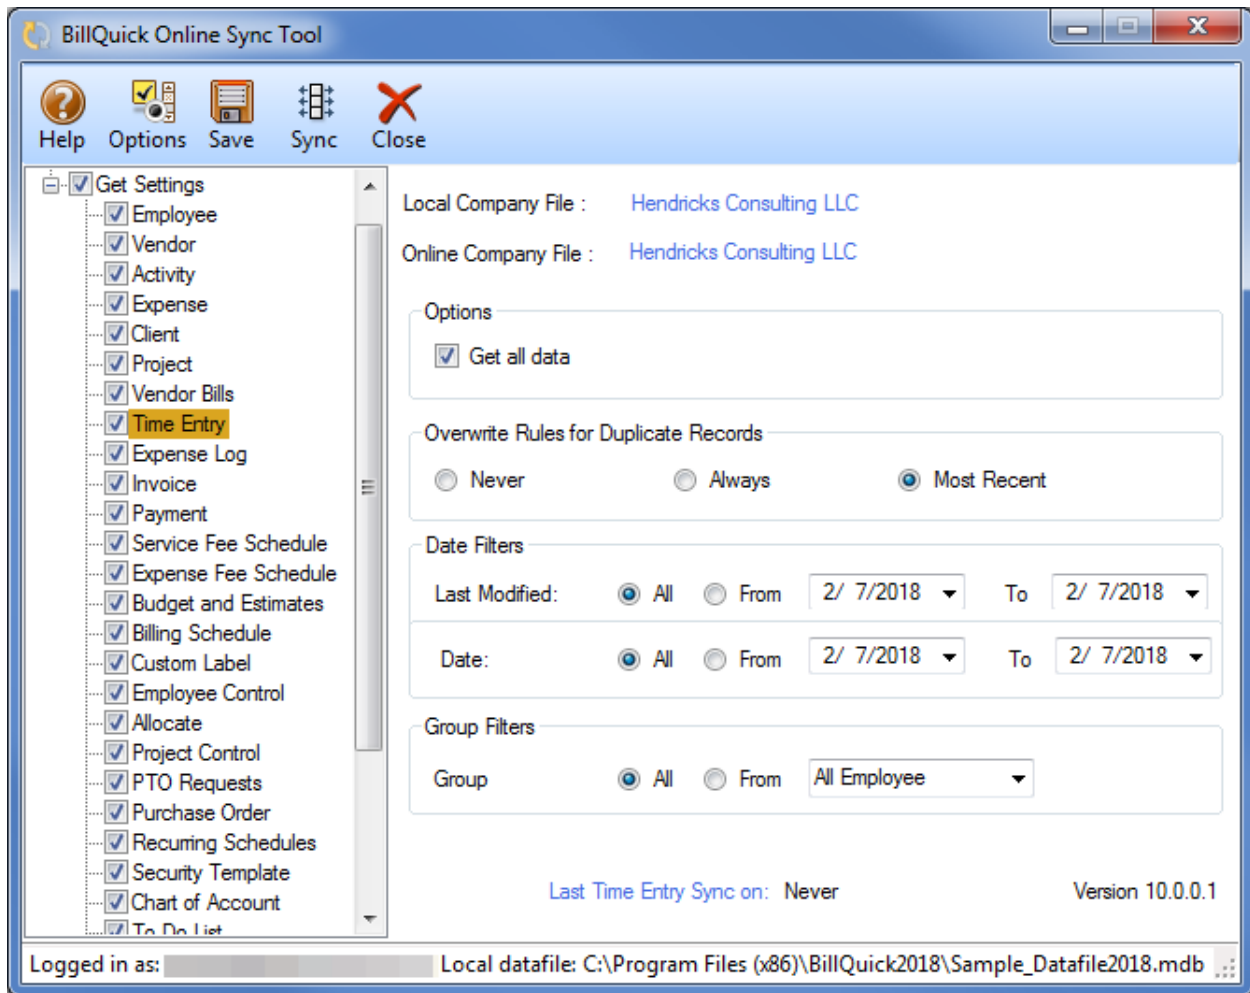 BillQuick Online Sync Tool
Help Options Save Sync Close
Get Settings
Employee
Vendor
Activity
Expense
Client
Project
Vendor Bills
Time Entry
Expense Log
Invoice
Payment
Service Fee Schedule
Expense Fee Schedule
Budget and Estimates
Billing Schedule
Custom Label
Employee Control
Allocate
Project Control
PTO Requests
Purchase Order
Recurring Schedules
Security Template
Chart of Account
To Do List
Local Company File : Hendricks Consulting LLC
Online Company File : Hendricks Consulting LLC
Options
Get all data
Overwrite Rules for Duplicate Records
Never Always Most Recent
Date Filters
Last Modified: All From 2/ 7/2018 To 2/ 7/2018
Date: All From 2/ 7/2018 To 2/ 7/2018
Group Filters
Group All From All Employee
Last Time Entry Sync on: Never Version 10.0.0.1
Logged in as: Local datafile: C:\Program Files (x86)\BillQuick2018\Sample_Datafile2018.mdb